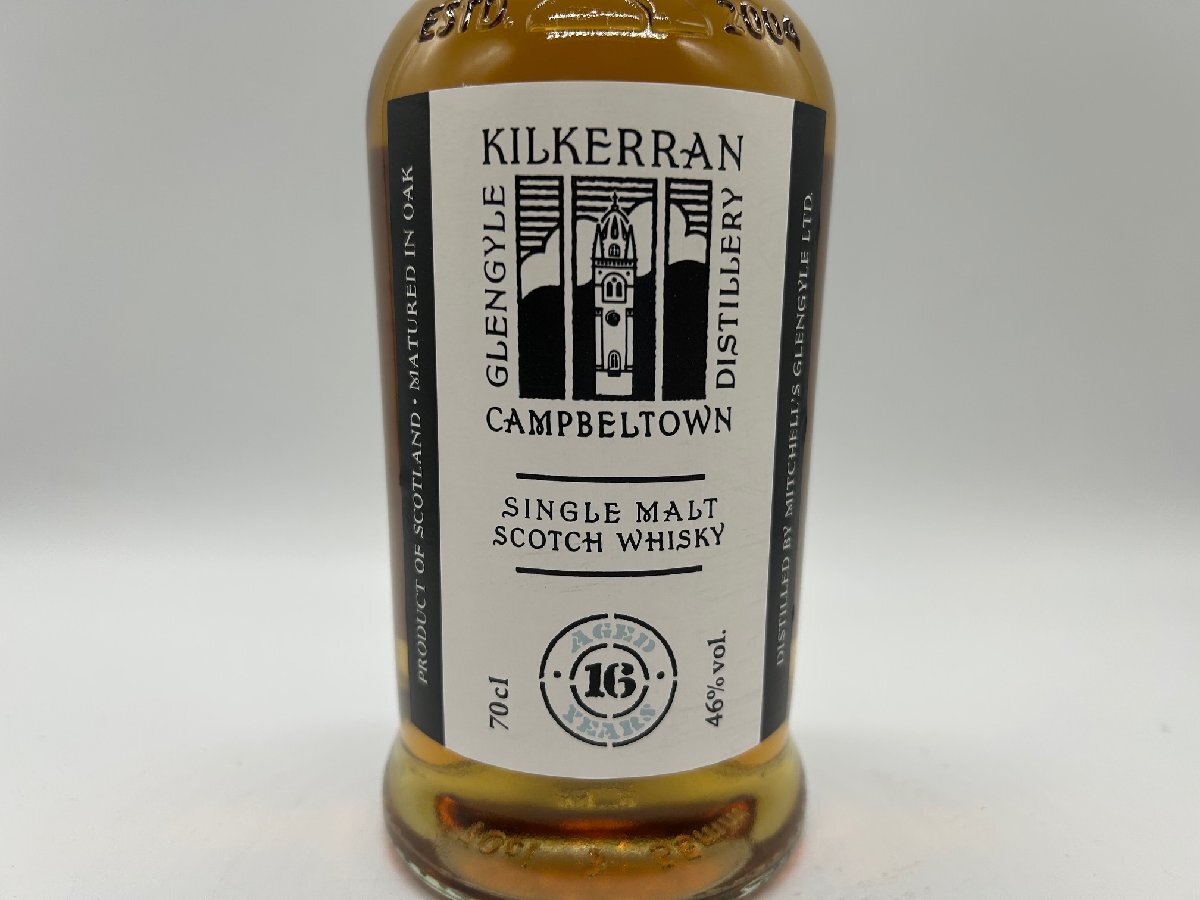 ESTD. 2004
KILKERRAN
GLENGYLE
DISTILLERY
CAMPBELTOWN
SINGLE MALT
SCOTCH WHISKY
AGED
16
YEARS
70cl
46% vol.
PRODUCT OF SCOTLAND · MATURED IN OAK
DISTILLED BY MITCHELL'S GLENGYLE LTD.